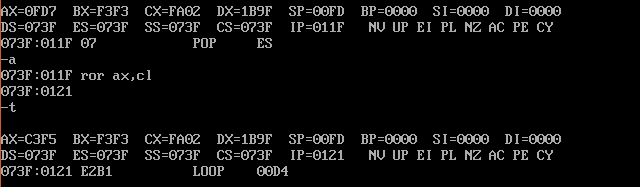 AX=0FD7 BX=F3F3 CX=FA02 DX=1B9F SP=00FD BP=0000 SI=0000 DI=0000
DS=073F ES=073F SS=073F CS=073F IP=011F NV UP EI PL NZ AC PE CY
073F:011F 07 POP ES
-a
073F:011F ror ax,cl
073F:0121
-t
AX=C3F5 BX=F3F3 CX=FA02 DX=1B9F SP=00FD BP=0000 SI=0000 DI=0000
DS=073F ES=073F SS=073F CS=073F IP=0121 NV UP EI PL NZ AC PE CY
073F:0121 E2B1 LOOP 00D4